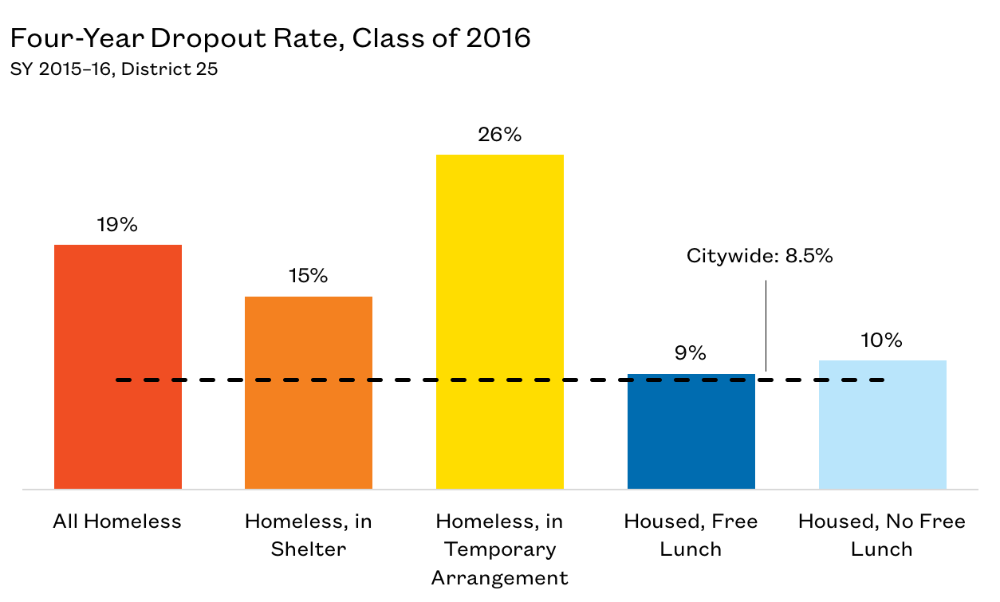 Four-Year Dropout Rate, Class of 2016
SY 2015–16, District 25
26%
19%
Citywide: 8.5%
15%
10%
9%
All Homeless
Homeless, in
Shelter
Homeless, in
Temporary
Arrangement
Housed, Free
Lunch
Housed, No Free
Lunch